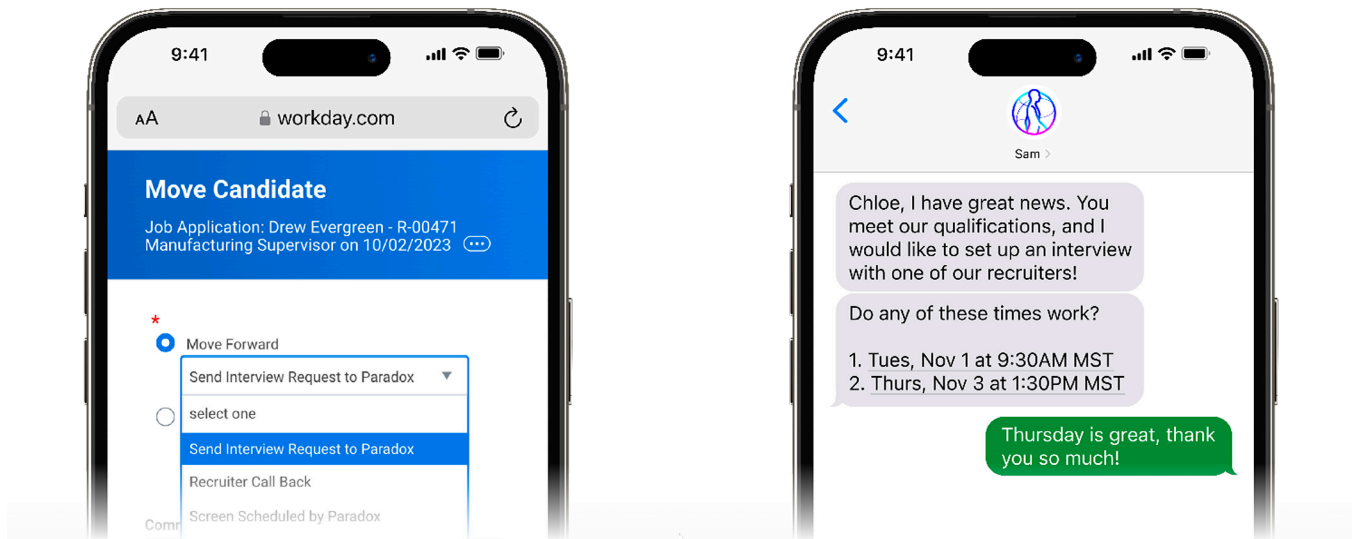 9:41
AA
workday.com
Move Candidate
Job Application: Drew Evergreen - R-00471
Manufacturing Supervisor on 10/02/2023
*
Move Forward
Send Interview Request to Paradox
select one
Send Interview Request to Paradox
Recruiter Call Back
Screen Scheduled by Paradox
Comm
9:41
Sam
Chloe, I have great news. You
meet our qualifications, and I
would like to set up an interview
with one of our recruiters!
Do any of these times work?
1. Tues, Nov 1 at 9:30AM MST
2. Thurs, Nov 3 at 1:30PM MST
Thursday is great, thank
you so much!